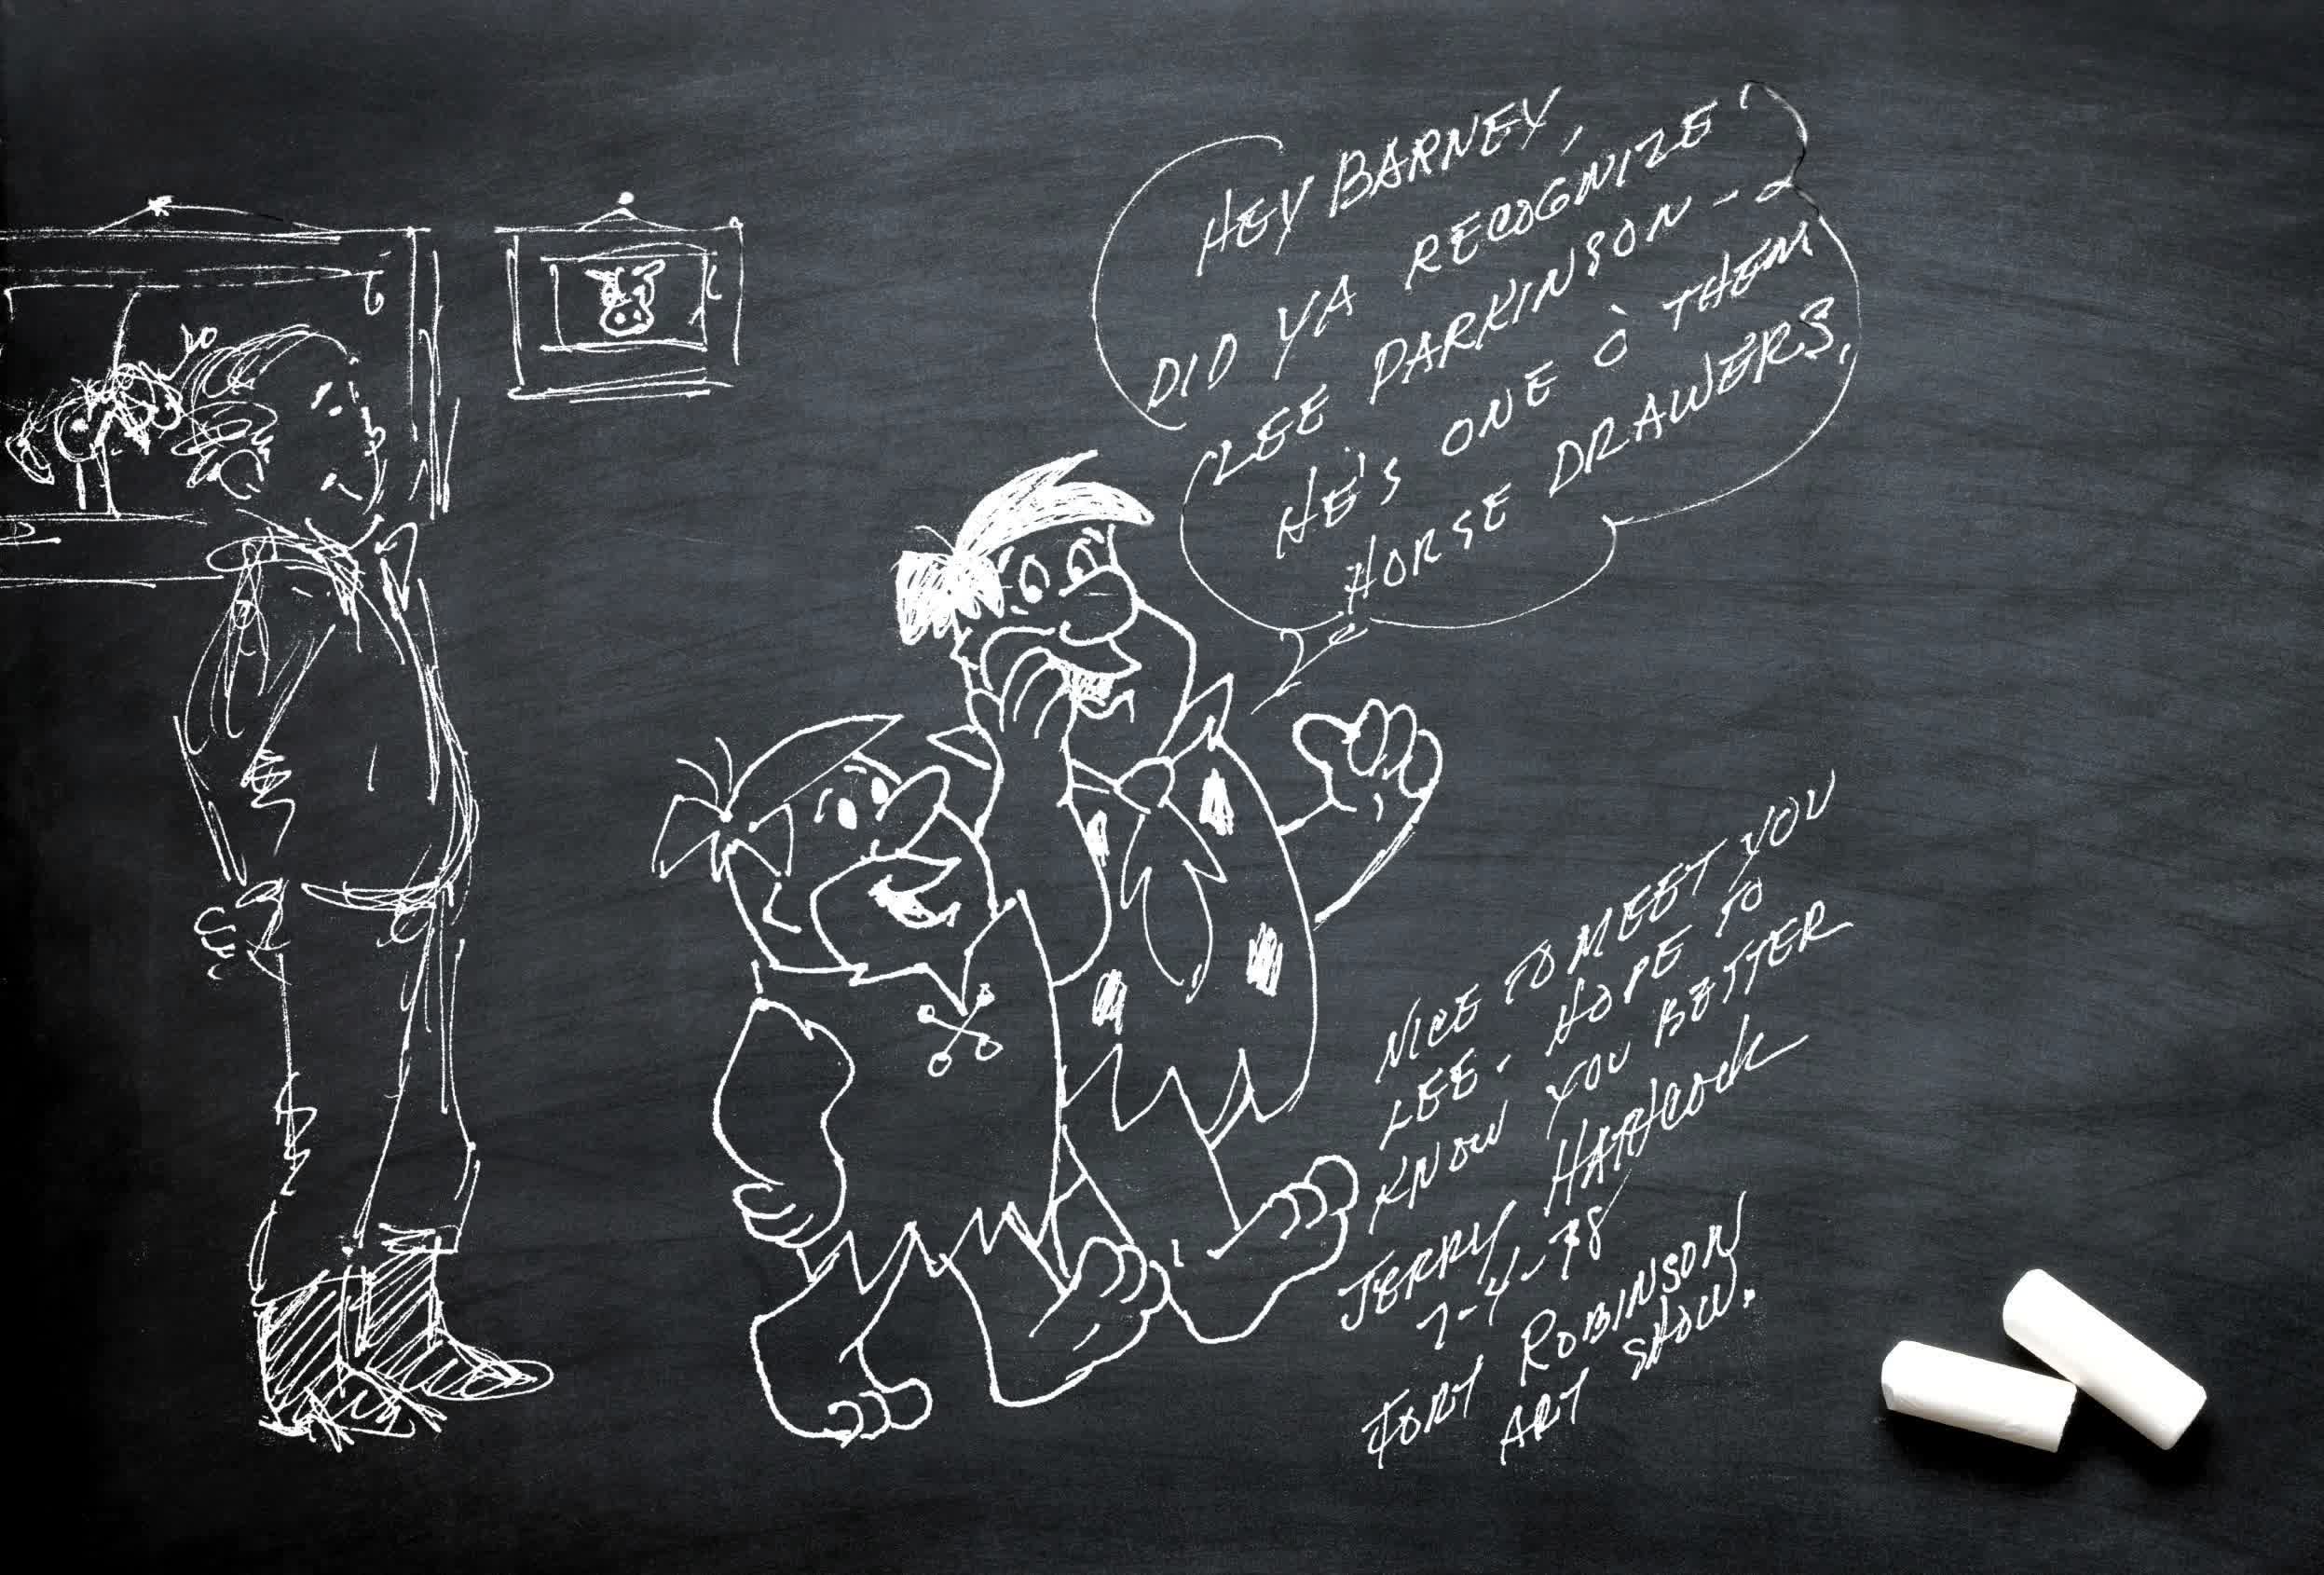 HEY BARNEY,
DID YA RECOGNIZE
LEE PARKINSON--
HE'S ONE O' THEM
HORSE DRAWERS.
NICE TO MEET YOU
LEE - HOPE TO
KNOW YOU BETTER
JERRY
7-4-78
FORT ROBINSON
ART SHOW.